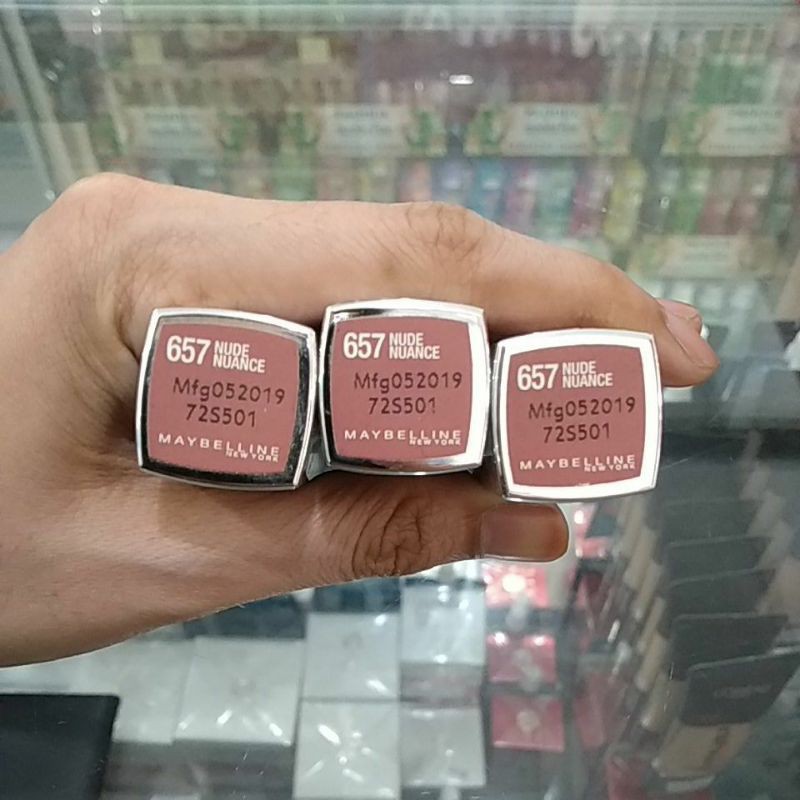 657 NUDE
NUANCE
Mfg052019
72S501
MAYBELLINE
NEW YORK
657 NUDE
NUANCE
Mfg052019
72S501
MAYBELLINE
NEW YORK
657 NUDE
NUANCE
Mfg052019
72S501
MAYBELLINE
NEW YORK